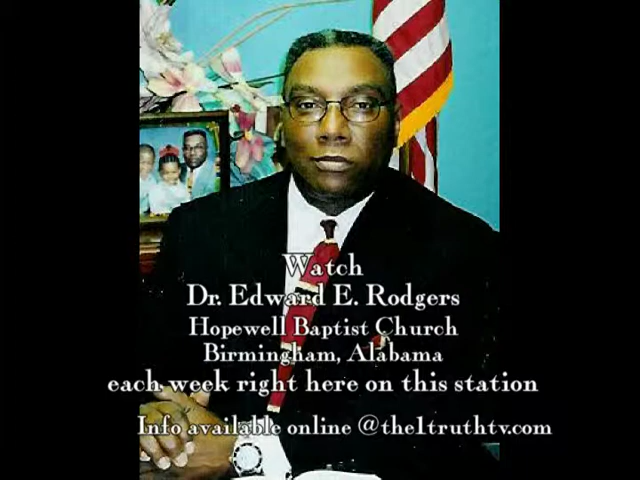 Watch
Dr. Edward E. Rodgers
Hopewell Baptist Church
Birmingham, Alabama
each week right here on this station
Info available online @the1truthtv.com